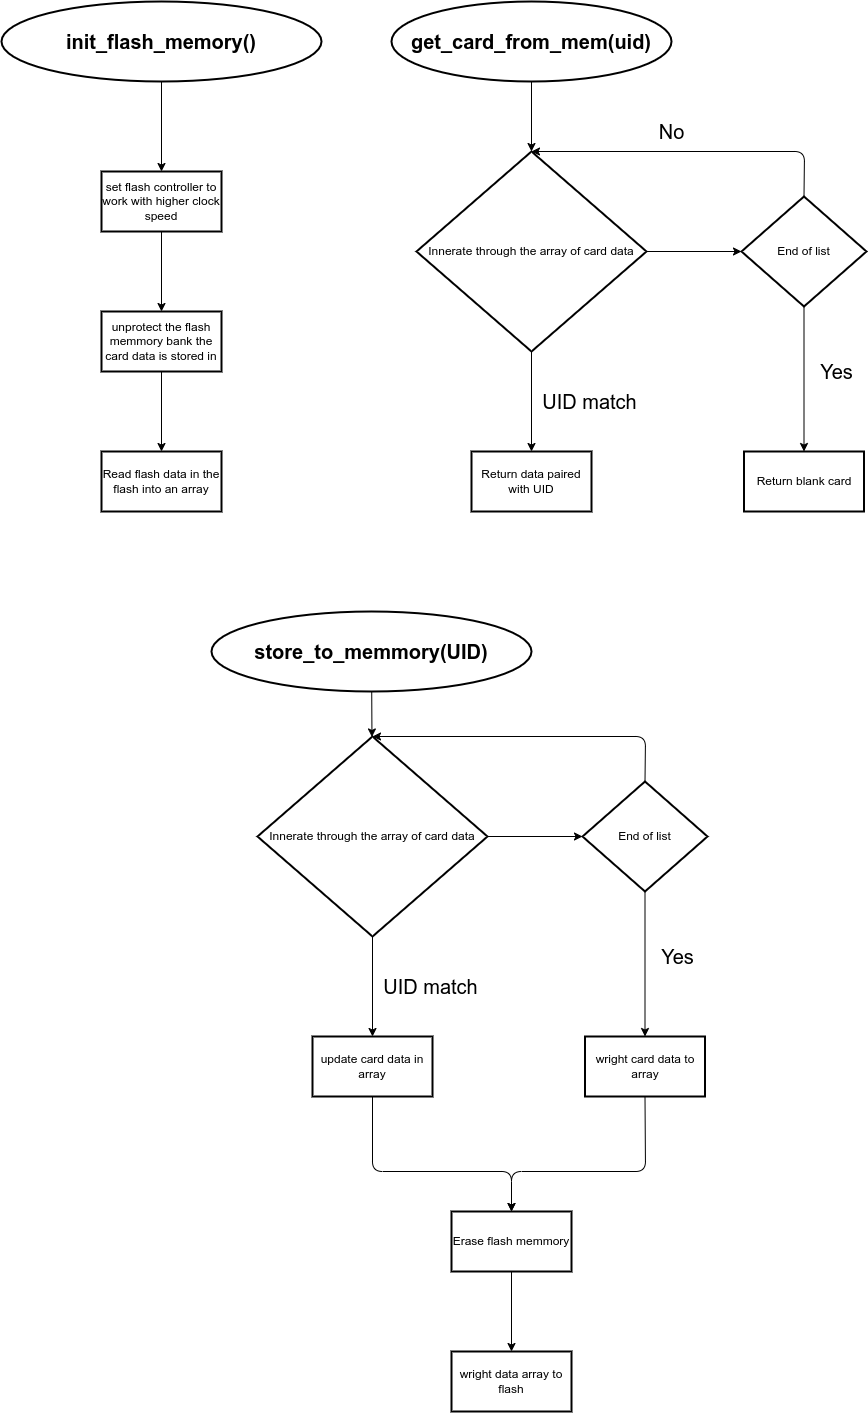 init_flash_memory()
set flash controller to
work with higher clock
speed
unprotect the flash
memmory bank the
card data is stored in
Read flash data in the
flash into an array
get_card_from_mem(uid)
No
Innerate through the array of card data
End of list
Yes
UID match
Return data paired
with UID
Return blank card
store_to_memmory(UID)
Innerate through the array of card data
End of list
Yes
UID match
update card data in
array
wright card data to
array
Erase flash memmory
wright data array to
flash